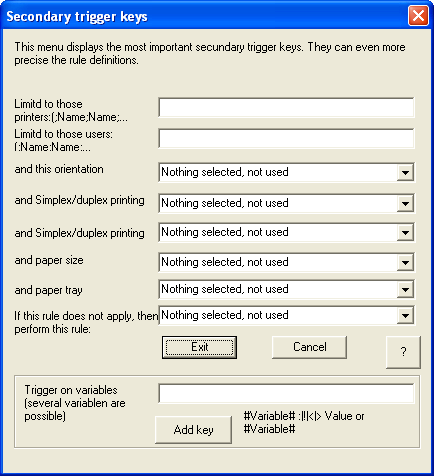 Secondary trigger keys
This menu displays the most important secundary trigger keys. They can even more
precise the rule definitions.
Limitd to those
printers:(;Name;Name;...
Limitd to those users:
(;Name;Name;...
and this orientation
Nothing selected, not used
and Simplex/duplex printing
Nothing selected, not used
and Simplex/duplex printing
Nothing selected, not used
and paper size
Nothing selected, not used
and paper tray
Nothing selected, not used
If this rule does not apply, then
perform this rule:
Nothing selected, not used
Exit
Cancel
?
Trigger on variables
(several variablen are
possible)
Add key
#Variable# :|!|<|> Value or
#Variable#